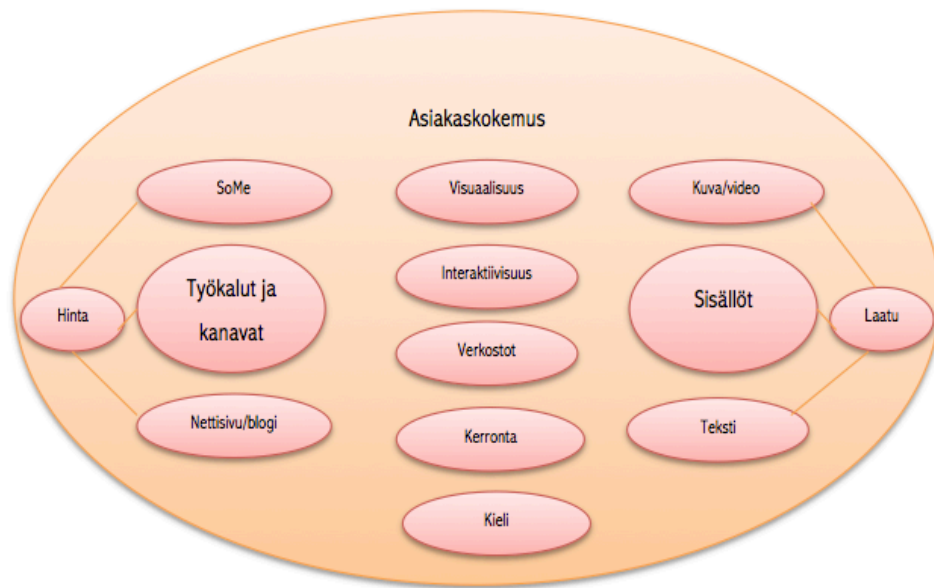 Asiakaskokemus
SoMe
Visuaalisuus
Kuva/video
Työkalut ja
kanavat
Interaktiivisuus
Sisällöt
Hinta
Laatu
Verkostot
Nettisivu/blogi
Kerronta
Teksti
Kieli